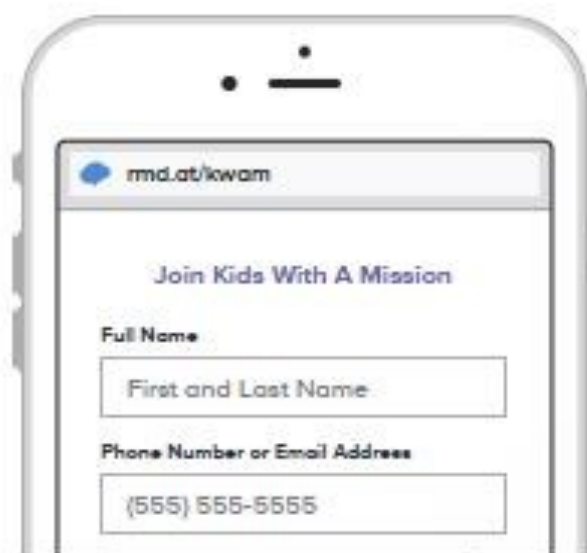 rmd.at/kwam
Join Kids With A Mission
Full Name
First and Last Name
Phone Number or Email Address
(555) 555-5555